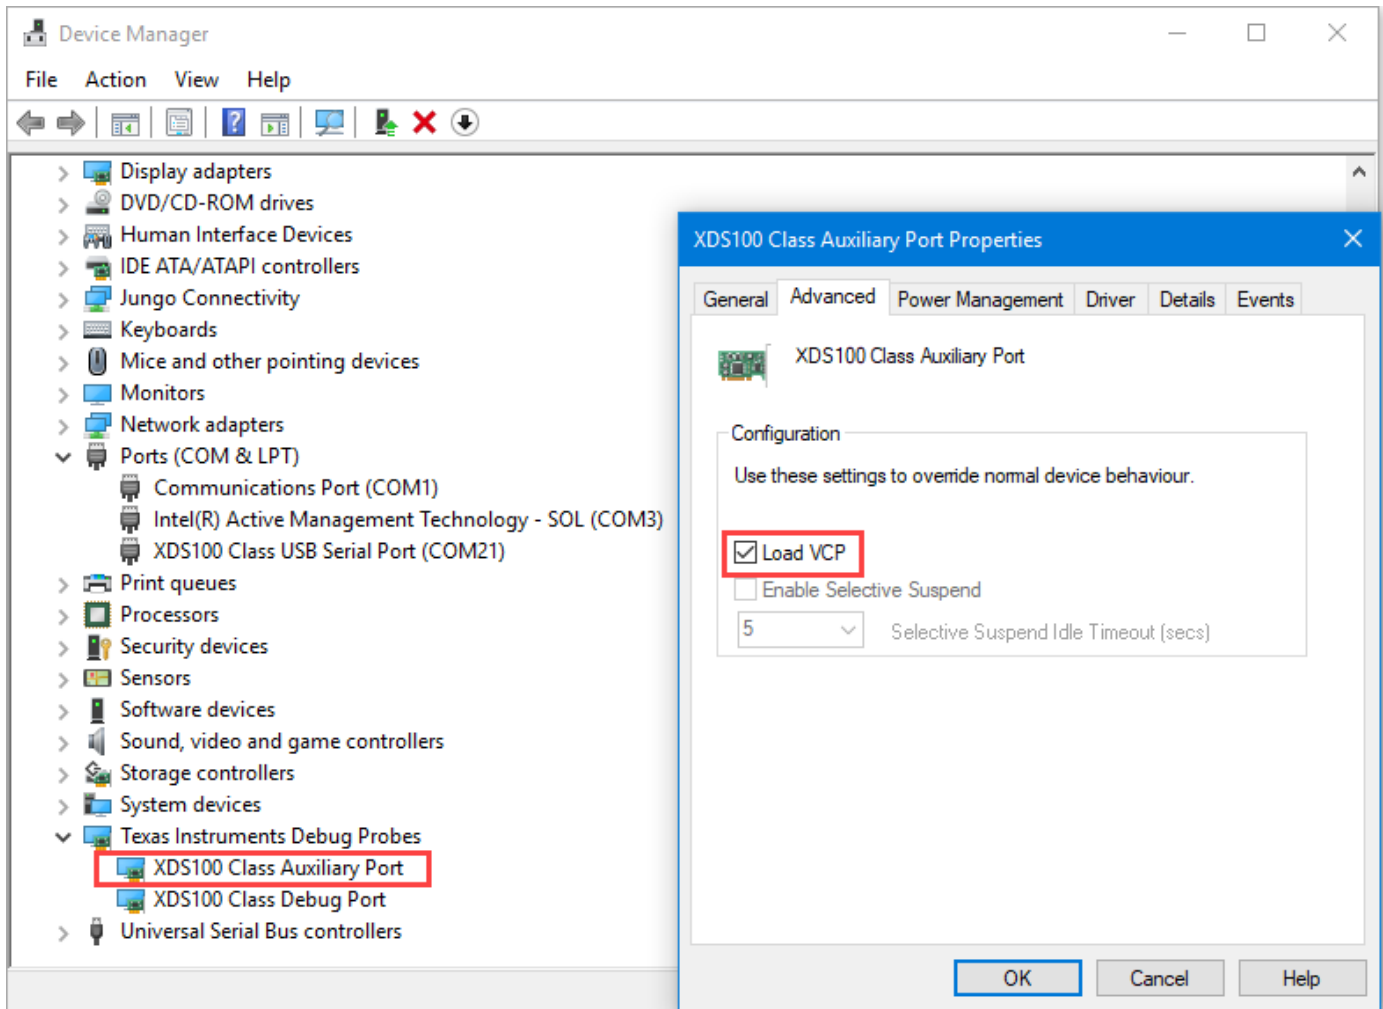 Device Manager
File Action View Help
Display adapters
DVD/CD-ROM drives
Human Interface Devices
IDE ATA/ATAPI controllers
Jungo Connectivity
Keyboards
Mice and other pointing devices
Monitors
Network adapters
Ports (COM & LPT)
Communications Port (COM1)
Intel(R) Active Management Technology - SOL (COM3)
XDS100 Class USB Serial Port (COM21)
Print queues
Processors
Security devices
Sensors
Software devices
Sound, video and game controllers
Storage controllers
System devices
Texas Instruments Debug Probes
XDS100 Class Auxiliary Port
XDS100 Class Debug Port
Universal Serial Bus controllers
XDS100 Class Auxiliary Port Properties
General Advanced Power Management Driver Details Events
XDS100 Class Auxiliary Port
Configuration
Use these settings to override normal device behaviour.
Load VCP
Enable Selective Suspend
5 Selective Suspend Idle Timeout (secs)
OK Cancel Help